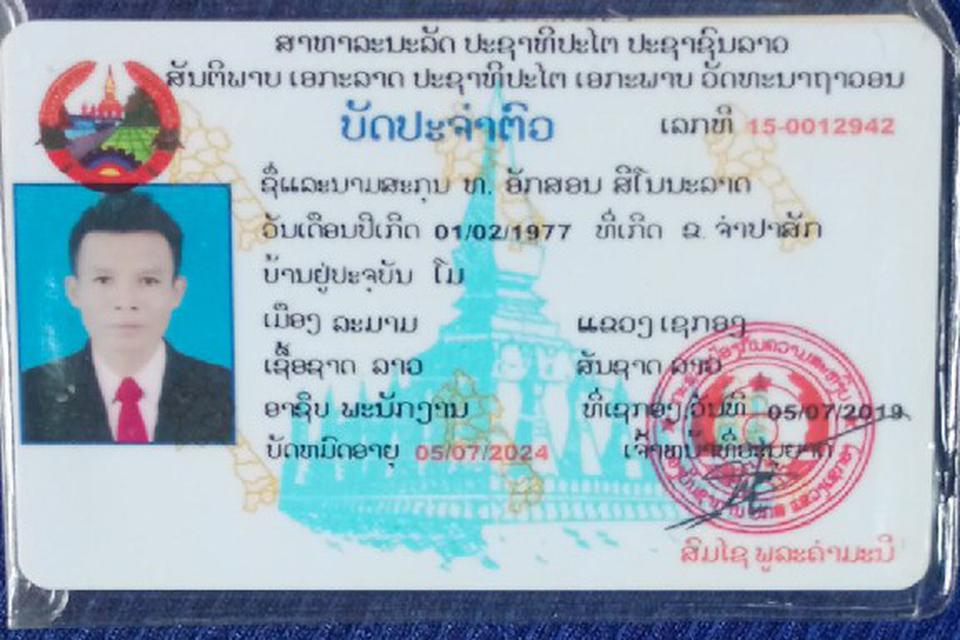 ສາທາລະນະລັດ ປະຊາທິປະໄຕ ປະຊາຊົນລາວ
ສັນຕິພາບ ເອກະລາດ ປະຊາທິປະໄຕ ເອກະພາບ ວັດທະນາຖາວອນ
ບັດປະຈຳຕົວ
ເລກທີ 15-0012942
ຊື່ແລະນາມສະກຸນ ທ. ອັກສອນ ສີໂນນະລາດ
ວັນເດືອນປີເກີດ 01/02/1977 ທີ່ເກີດ ຂ. ຈຳປາສັກ
ບ້ານຢູ່ປະຈຸບັນ ໂມ
ເມືອງ ລະມາມ ແຂວງ ເຊກອງ
ເຊື້ອຊາດ ລາວ ສັນຊາດ ລາວ
ອາຊີບ ພະນັກງານ ທີ່ເຊກອງ ວັນທີ 05/07/2019
ບັດຫມົດອາຍຸ 05/07/2024 ເຈົ້າຫນ້າທີ່ອະນຸຍາດ
ສົມໄຊ ພູລະຄຳມະນີ